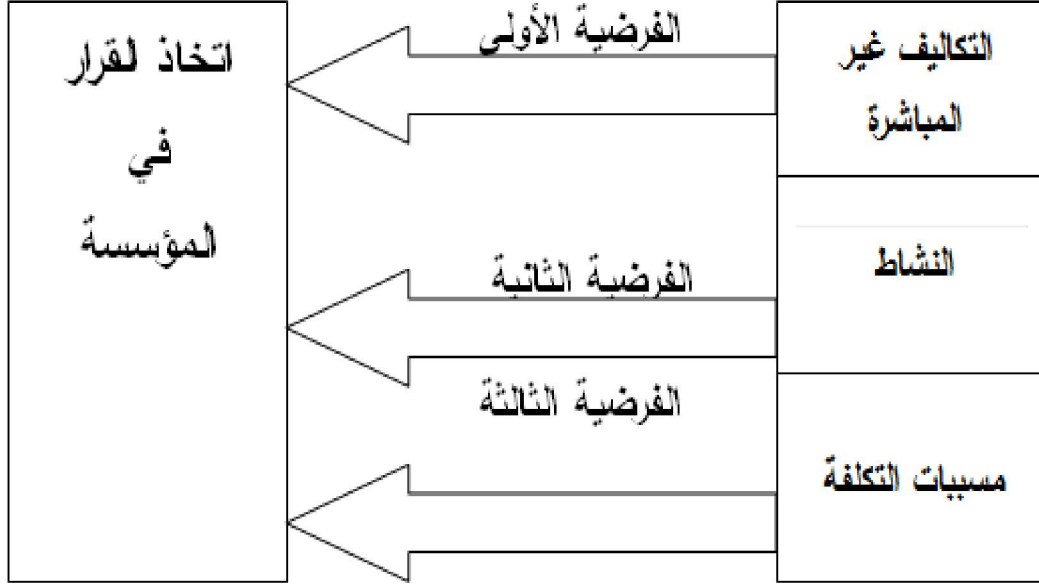 التكاليف غير
المباشرة
النشاط
مسببات التكلفة
الفرضية الأولى
الفرضية الثانية
الفرضية الثالثة
اتخاذ لقرار
في
المؤسسة